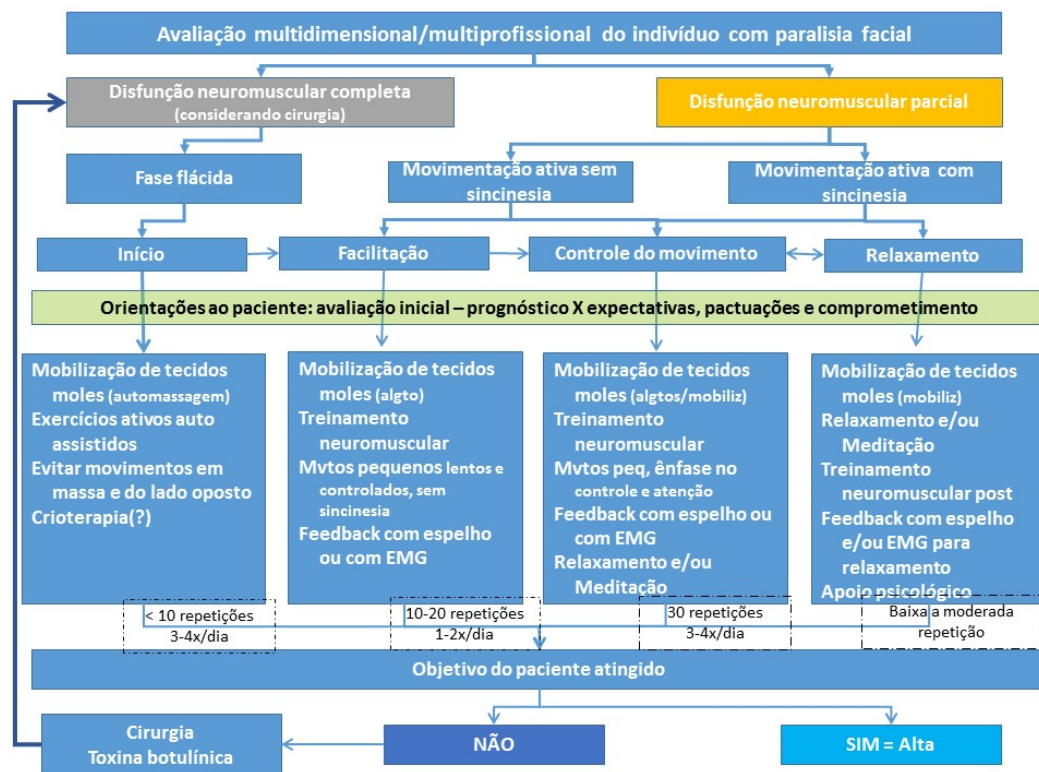 Avaliação multidimensional/multiprofissional do indivíduo com paralisia facial
Disfunção neuromuscular completa
(considerando cirurgia)
Disfunção neuromuscular parcial
Fase flácida
Movimentação ativa sem
sincinesia
Movimentação ativa com
sincinesia
Início
Facilitação
Controle do movimento
Relaxamento
Orientações ao paciente: avaliação inicial – prognóstico X expectativas, pactuações e comprometimento
Mobilização de tecidos
moles (automassagem)
Exercícios ativos auto
assistidos
Evitar movimentos em
massa e do lado oposto
Crioterapia(?)
< 10 repetições
3-4x/dia
Mobilização de tecidos
moles (algto)
Treinamento
neuromuscular
Mvtos pequenos lentos e
controlados, sem
sincinesia
Feedback com espelho
ou com EMG
10-20 repetições
1-2x/dia
Mobilização de tecidos
moles (algtos/mobiliz)
Treinamento
neuromuscular
Mvtos peq, ênfase no
controle e atenção
Feedback com espelho ou
com EMG
Relaxamento e/ou
Meditação
30 repetições
3-4x/dia
Mobilização de tecidos
moles (mobiliz)
Relaxamento e/ou
Meditação
Treinamento
neuromuscular post
Feedback com espelho
e/ou EMG para
relaxamento
Apoio psicológico
Baixa a moderada
repetição
Objetivo do paciente atingido
Cirurgia
Toxina botulínica
NÃO
SIM = Alta